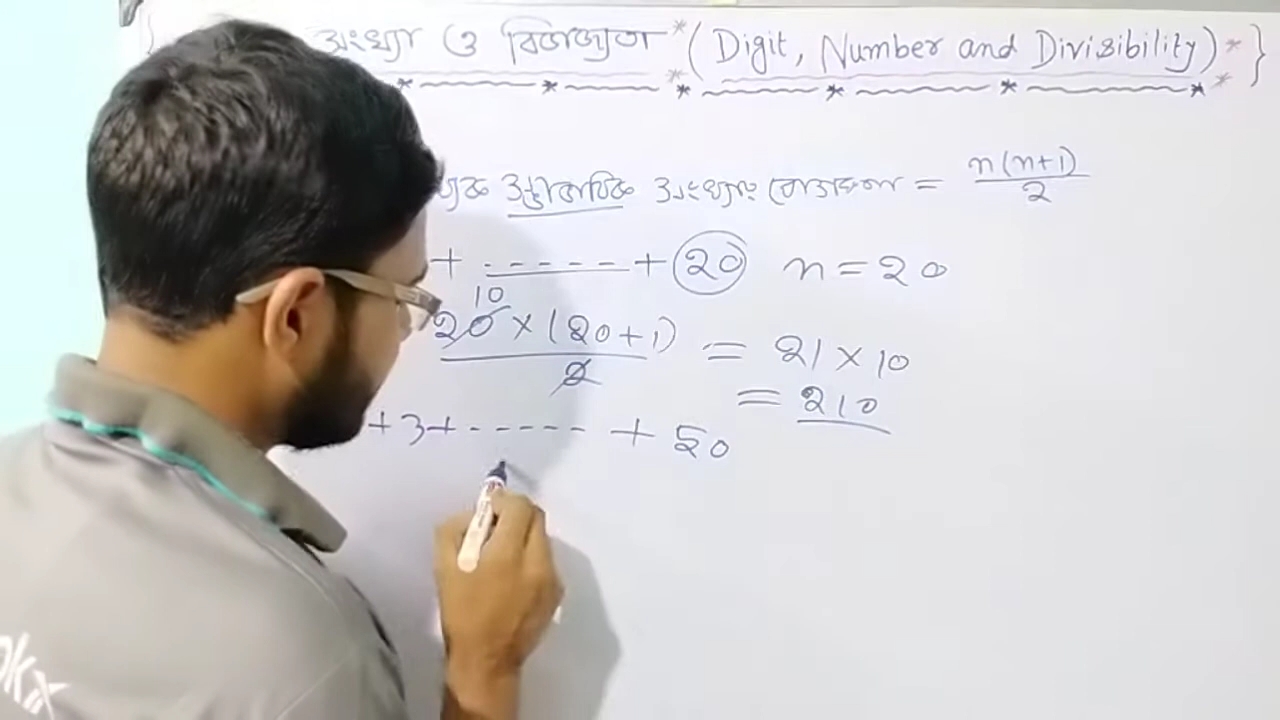 সংখ্যা ও বিভাজ্যতা * (Digit, Number and Divisibility) * }
স্বাভাবিক সংখ্যার যোগফল = n(n+1)/2
+ ------ + 20 n = 20
10
20 × (20+1) / 2 = 21 × 10
= 210
+ 3 + ------ + 50